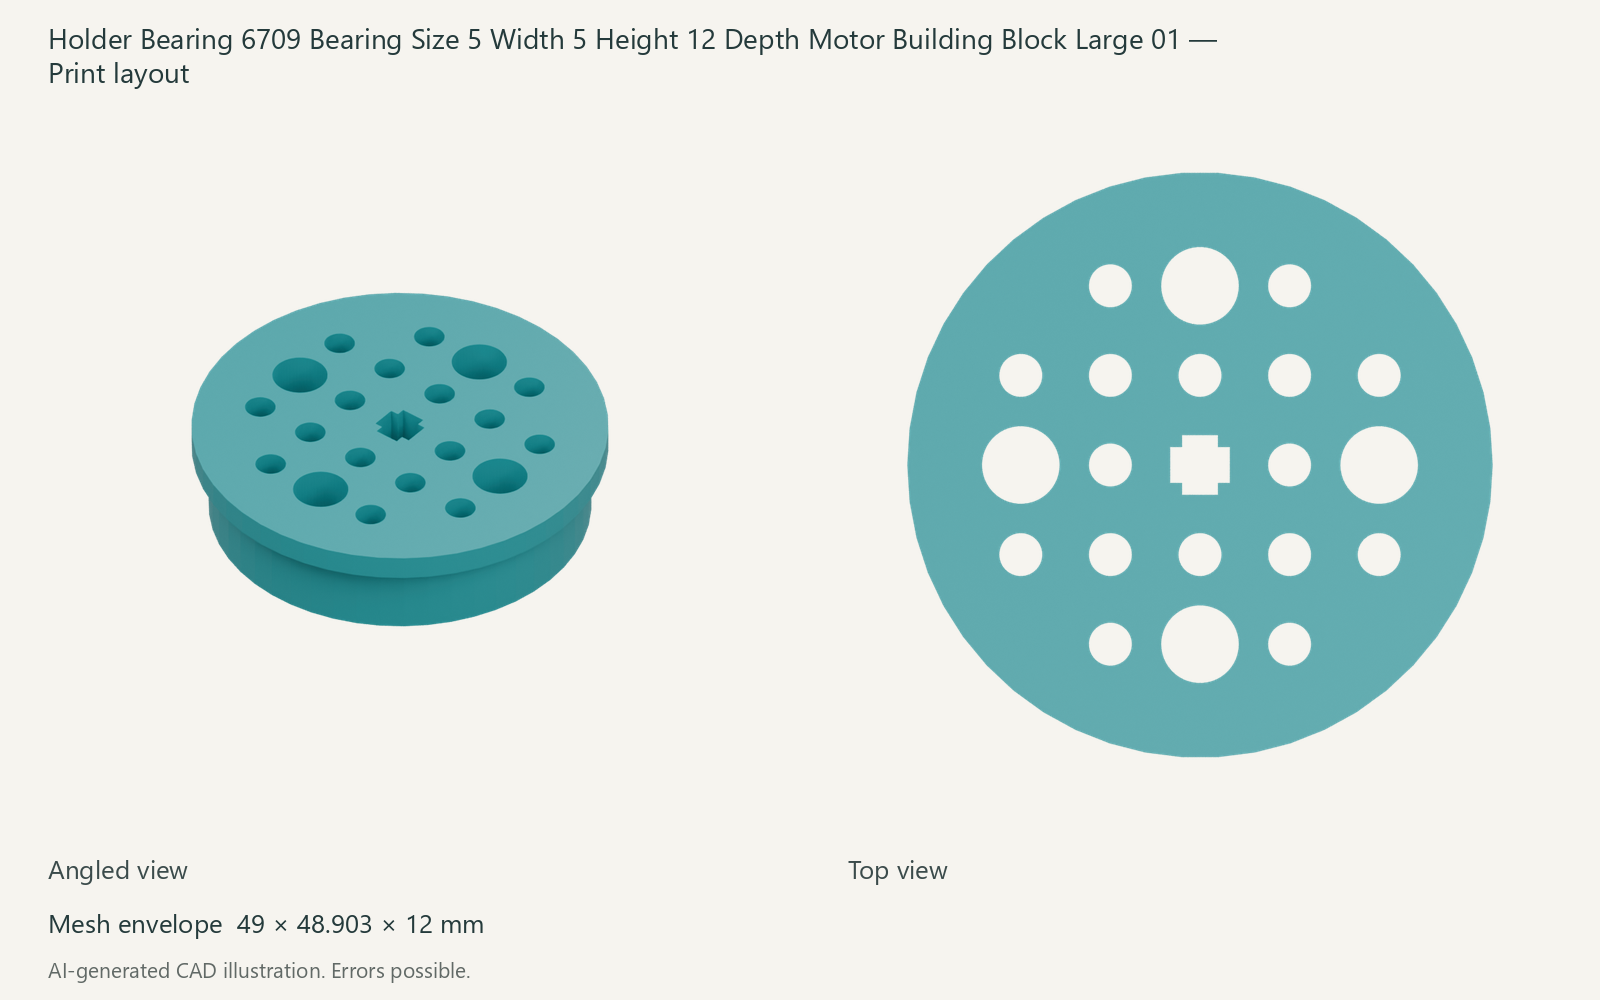 Holder Bearing 6709 Bearing Size 5 Width 5 Height 12 Depth Motor Building Block Large 01 —
Print layout
Angled view
Top view
Mesh envelope  49 × 48.903 × 12 mm
AI-generated CAD illustration. Errors possible.